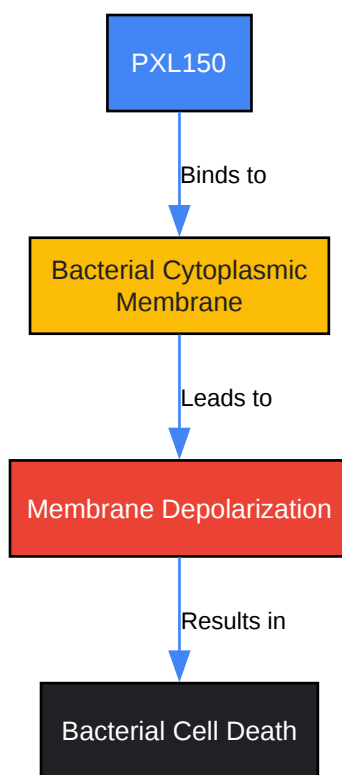 PXL150
Binds to
Bacterial Cytoplasmic
Membrane
Leads to
Membrane Depolarization
Results in
Bacterial Cell Death